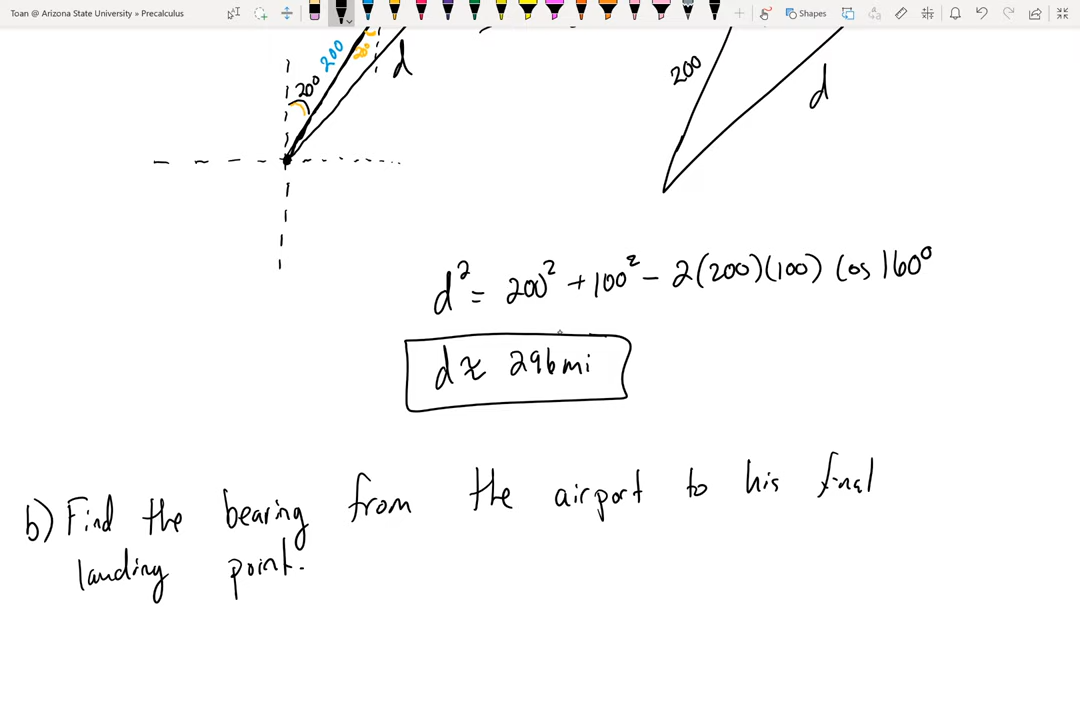 Toan @ Arizona State University » Precalculus
Shapes
200
20°
d
200
d
d² = 200² + 100² - 2(200)(100) Cos 160°
d ≈ 296 mi
b) Find the bearing from the airport to his final
landing point.